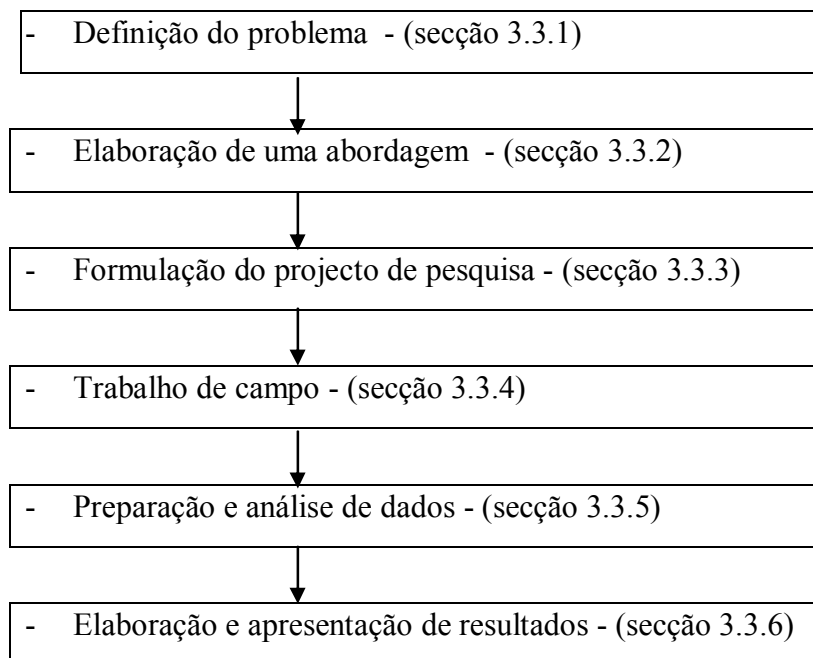 - Definição do problema - (secção 3.3.1)
- Elaboração de uma abordagem - (secção 3.3.2)
- Formulação do projecto de pesquisa - (secção 3.3.3)
- Trabalho de campo - (secção 3.3.4)
- Preparação e análise de dados - (secção 3.3.5)
- Elaboração e apresentação de resultados - (secção 3.3.6)